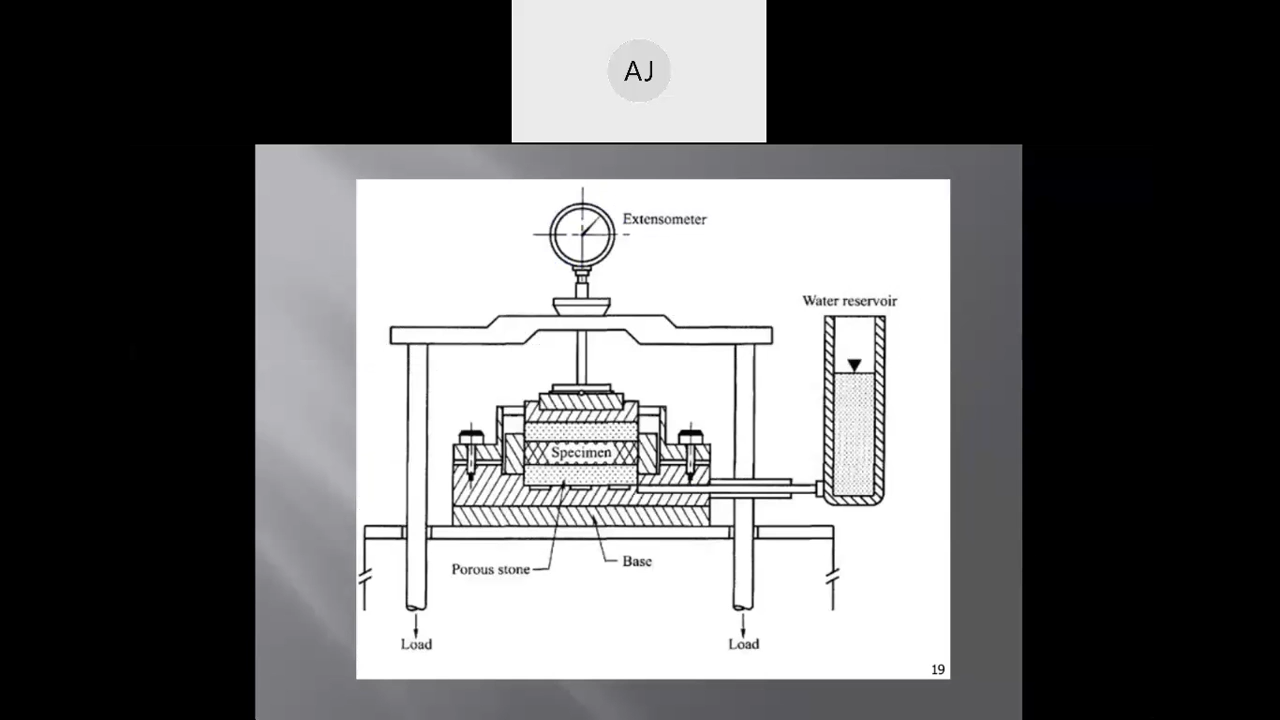 AJ
Extensometer
Water reservoir
Specimen
Porous stone
Base
Load
Load
19